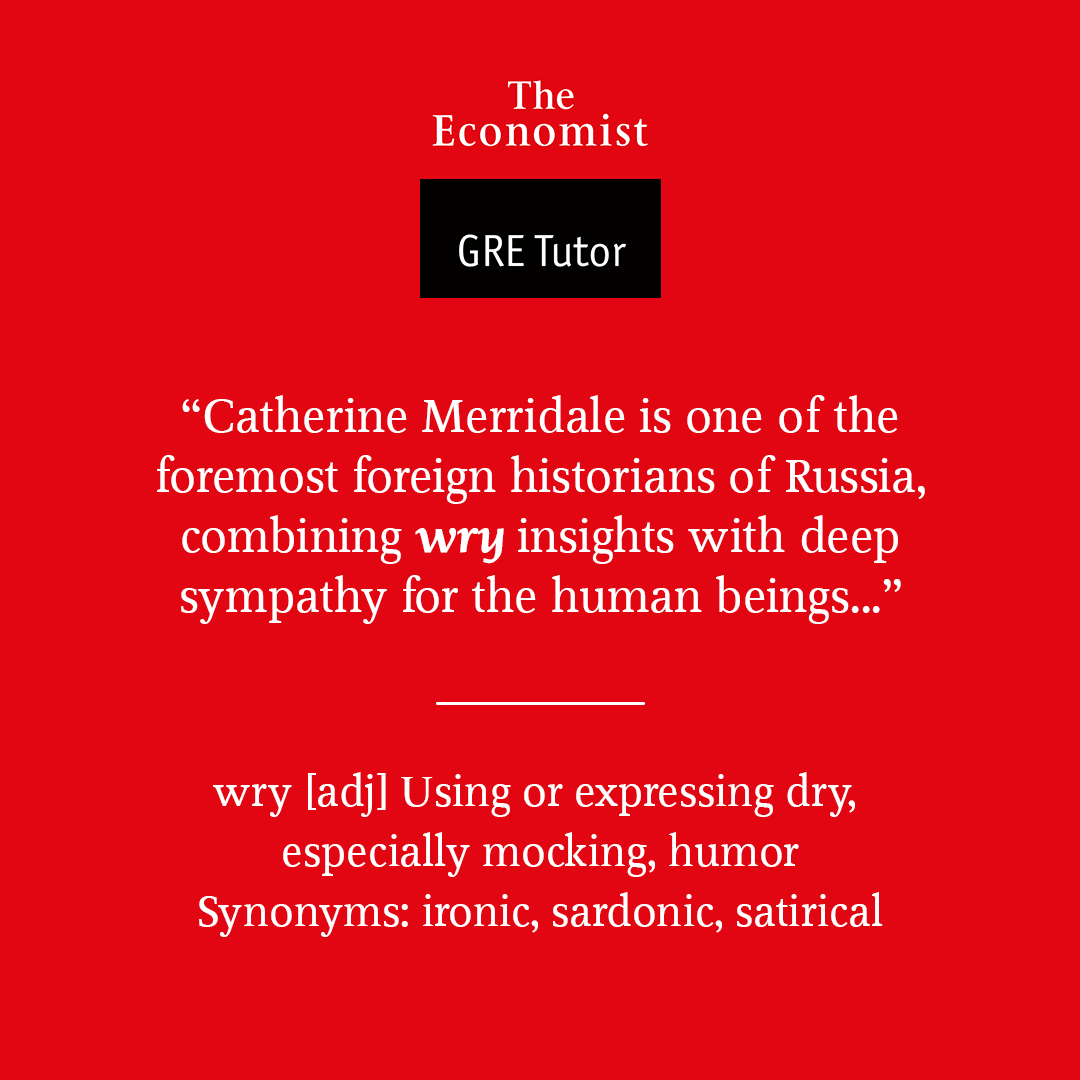 The
Economist
GRE Tutor
“Catherine Merridale is one of the
foremost foreign historians of Russia,
combining wry insights with deep
sympathy for the human beings...”
wry [adj] Using or expressing dry,
especially mocking, humor
Synonyms: ironic, sardonic, satirical